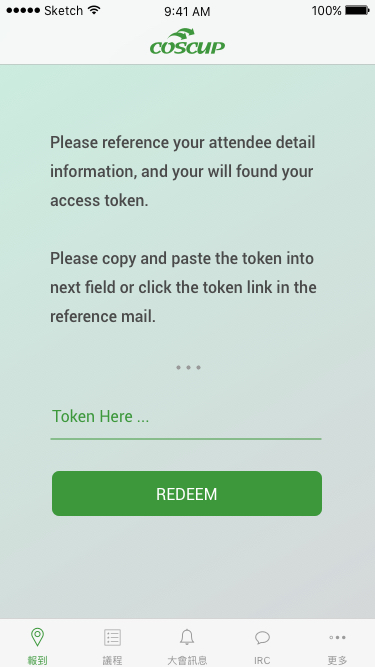 Sketch 9:41 AM 100%
COSCUP
Please reference your attendee detail
information, and your will found your
access token.
Please copy and paste the token into
next field or click the token link in the
reference mail.
Token Here ...
REDEEM
報到 議程 大會訊息 IRC 更多